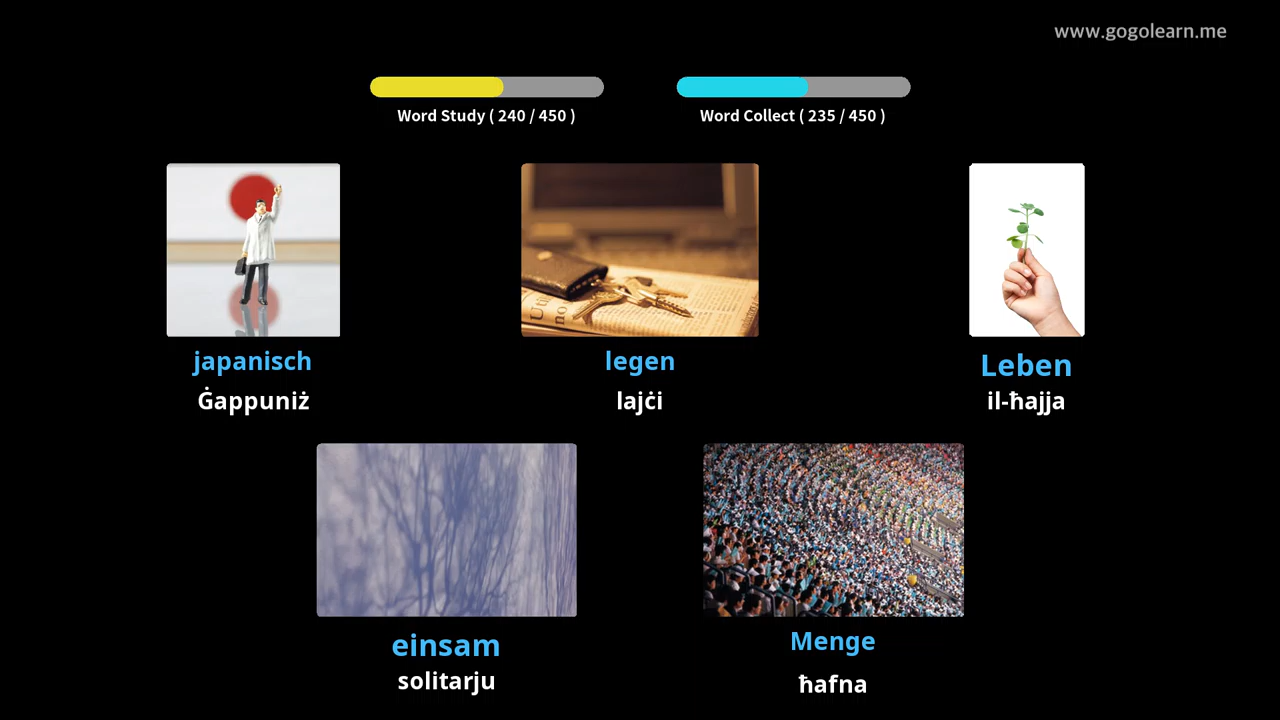 www.gogolearn.me
Word Study ( 240 / 450 )
Word Collect ( 235 / 450 )
japanisch
Ġappuniż
legen
lajċi
Leben
il-ħajja
einsam
solitarju
Menge
ħafna